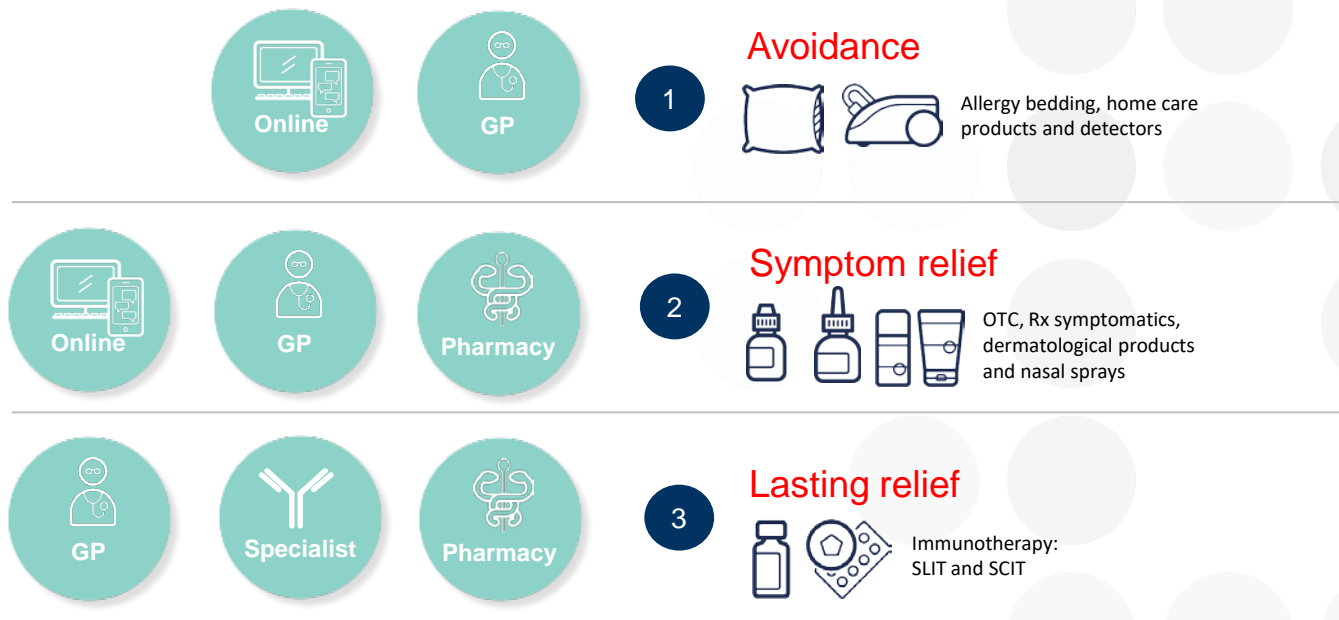 Online
GP
1
Avoidance
Allergy bedding, home care
products and detectors
Online
GP
Pharmacy
2
Symptom relief
OTC, Rx symptomatics,
dermatological products
and nasal sprays
GP
Specialist
Pharmacy
3
Lasting relief
Immunotherapy:
SLIT and SCIT